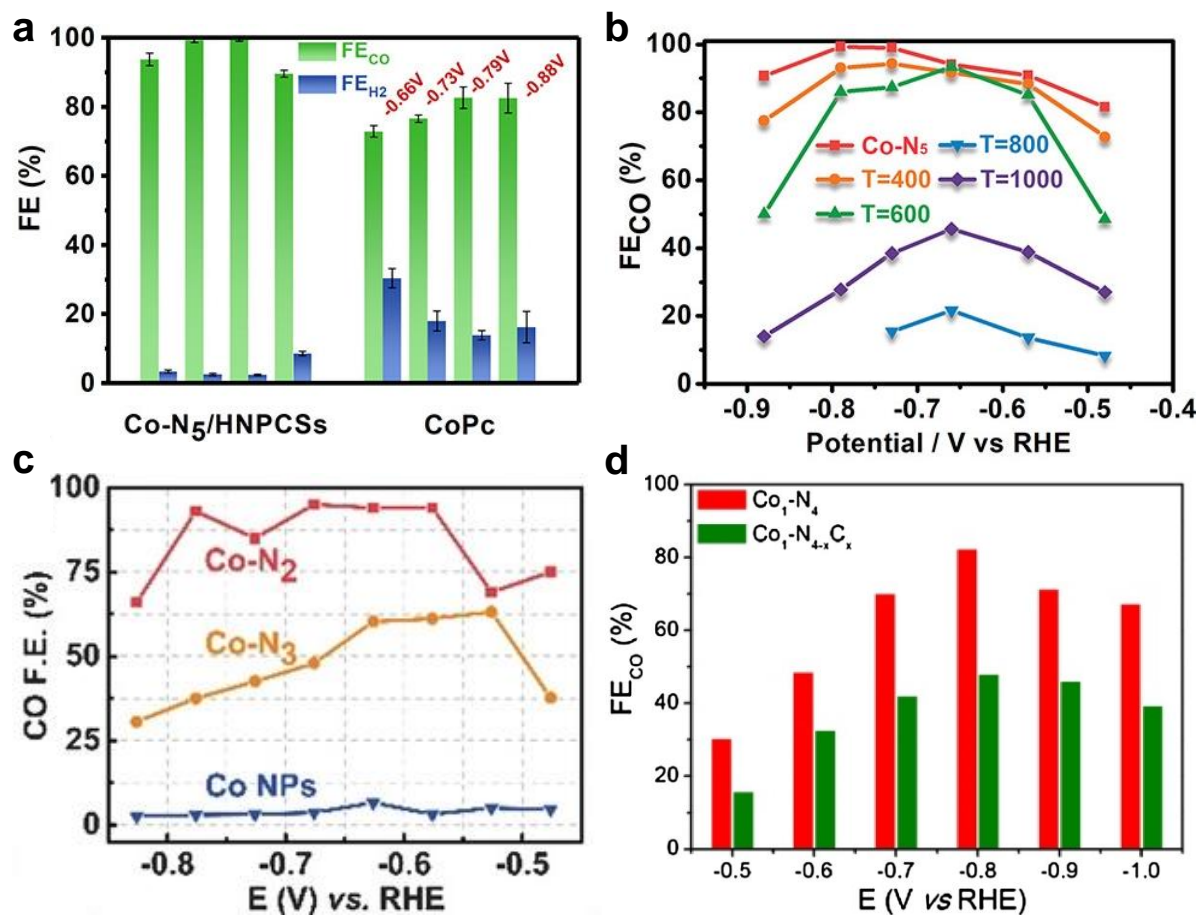 a
FE (%)
100
80
60
40
20
0
FE_CO
FE_H2
-0.66V
-0.73V
-0.79V
-0.88V
Co-N₅/HNPCSs
CoPc
b
FE_CO (%)
100
80
60
40
20
0
Co-N₅
T=800
T=400
T=1000
T=600
-0.9
-0.8
-0.7
-0.6
-0.5
-0.4
Potential / V vs RHE
c
CO F.E. (%)
100
75
50
25
0
Co-N₂
Co-N₃
Co NPs
-0.8
-0.7
-0.6
-0.5
E (V) vs. RHE
d
FE_CO (%)
100
80
60
40
20
0
Co₁-N₄
Co₁-N₄₋ₓCₓ
-0.5
-0.6
-0.7
-0.8
-0.9
-1.0
E (V vs RHE)